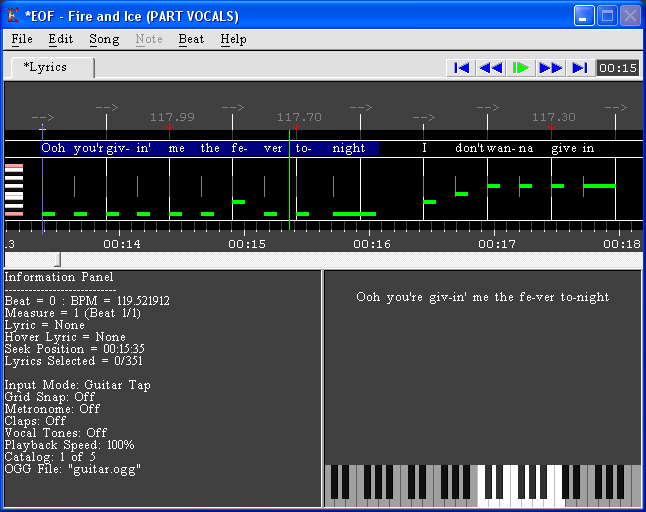 *EOF - Fire and Ice (PART VOCALS)
File Edit Song Note Beat Help
*Lyrics 00:15
--> --> 117.99 --> 117.70 --> --> 117.30 -->
Ooh you'r giv- in' me the fe- ver to- night I don't wan- na give in
.3 00:14 00:15 00:16 00:17 00:18
Information Panel
----------------------------
Beat = 0 : BPM = 119.521912
Measure = 1 (Beat 1/1)
Lyric = None
Hover Lyric = None
Seek Position = 00:15:35
Lyrics Selected = 0/351
Input Mode: Guitar Tap
Grid Snap: Off
Metronome: Off
Claps: Off
Vocal Tones: Off
Playback Speed: 100%
Catalog: 1 of 5
OGG File: "guitar.ogg"
Ooh you're giv-in' me the fe-ver to-night